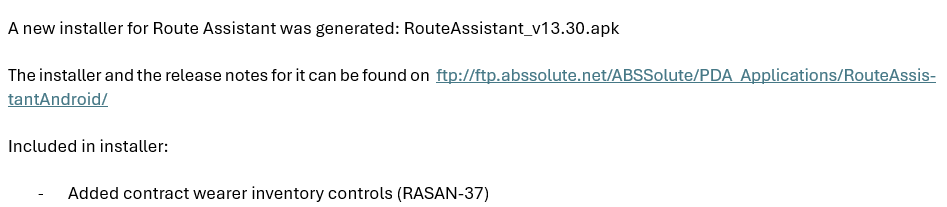 A new installer for Route Assistant was generated: RouteAssistant_v13.30.apk
The installer and the release notes for it can be found on ftp://ftp.abssolute.net/ABSSolute/PDA_Applications/RouteAssis-
tantAndroid/
Included in installer:
- Added contract wearer inventory controls (RASAN-37)